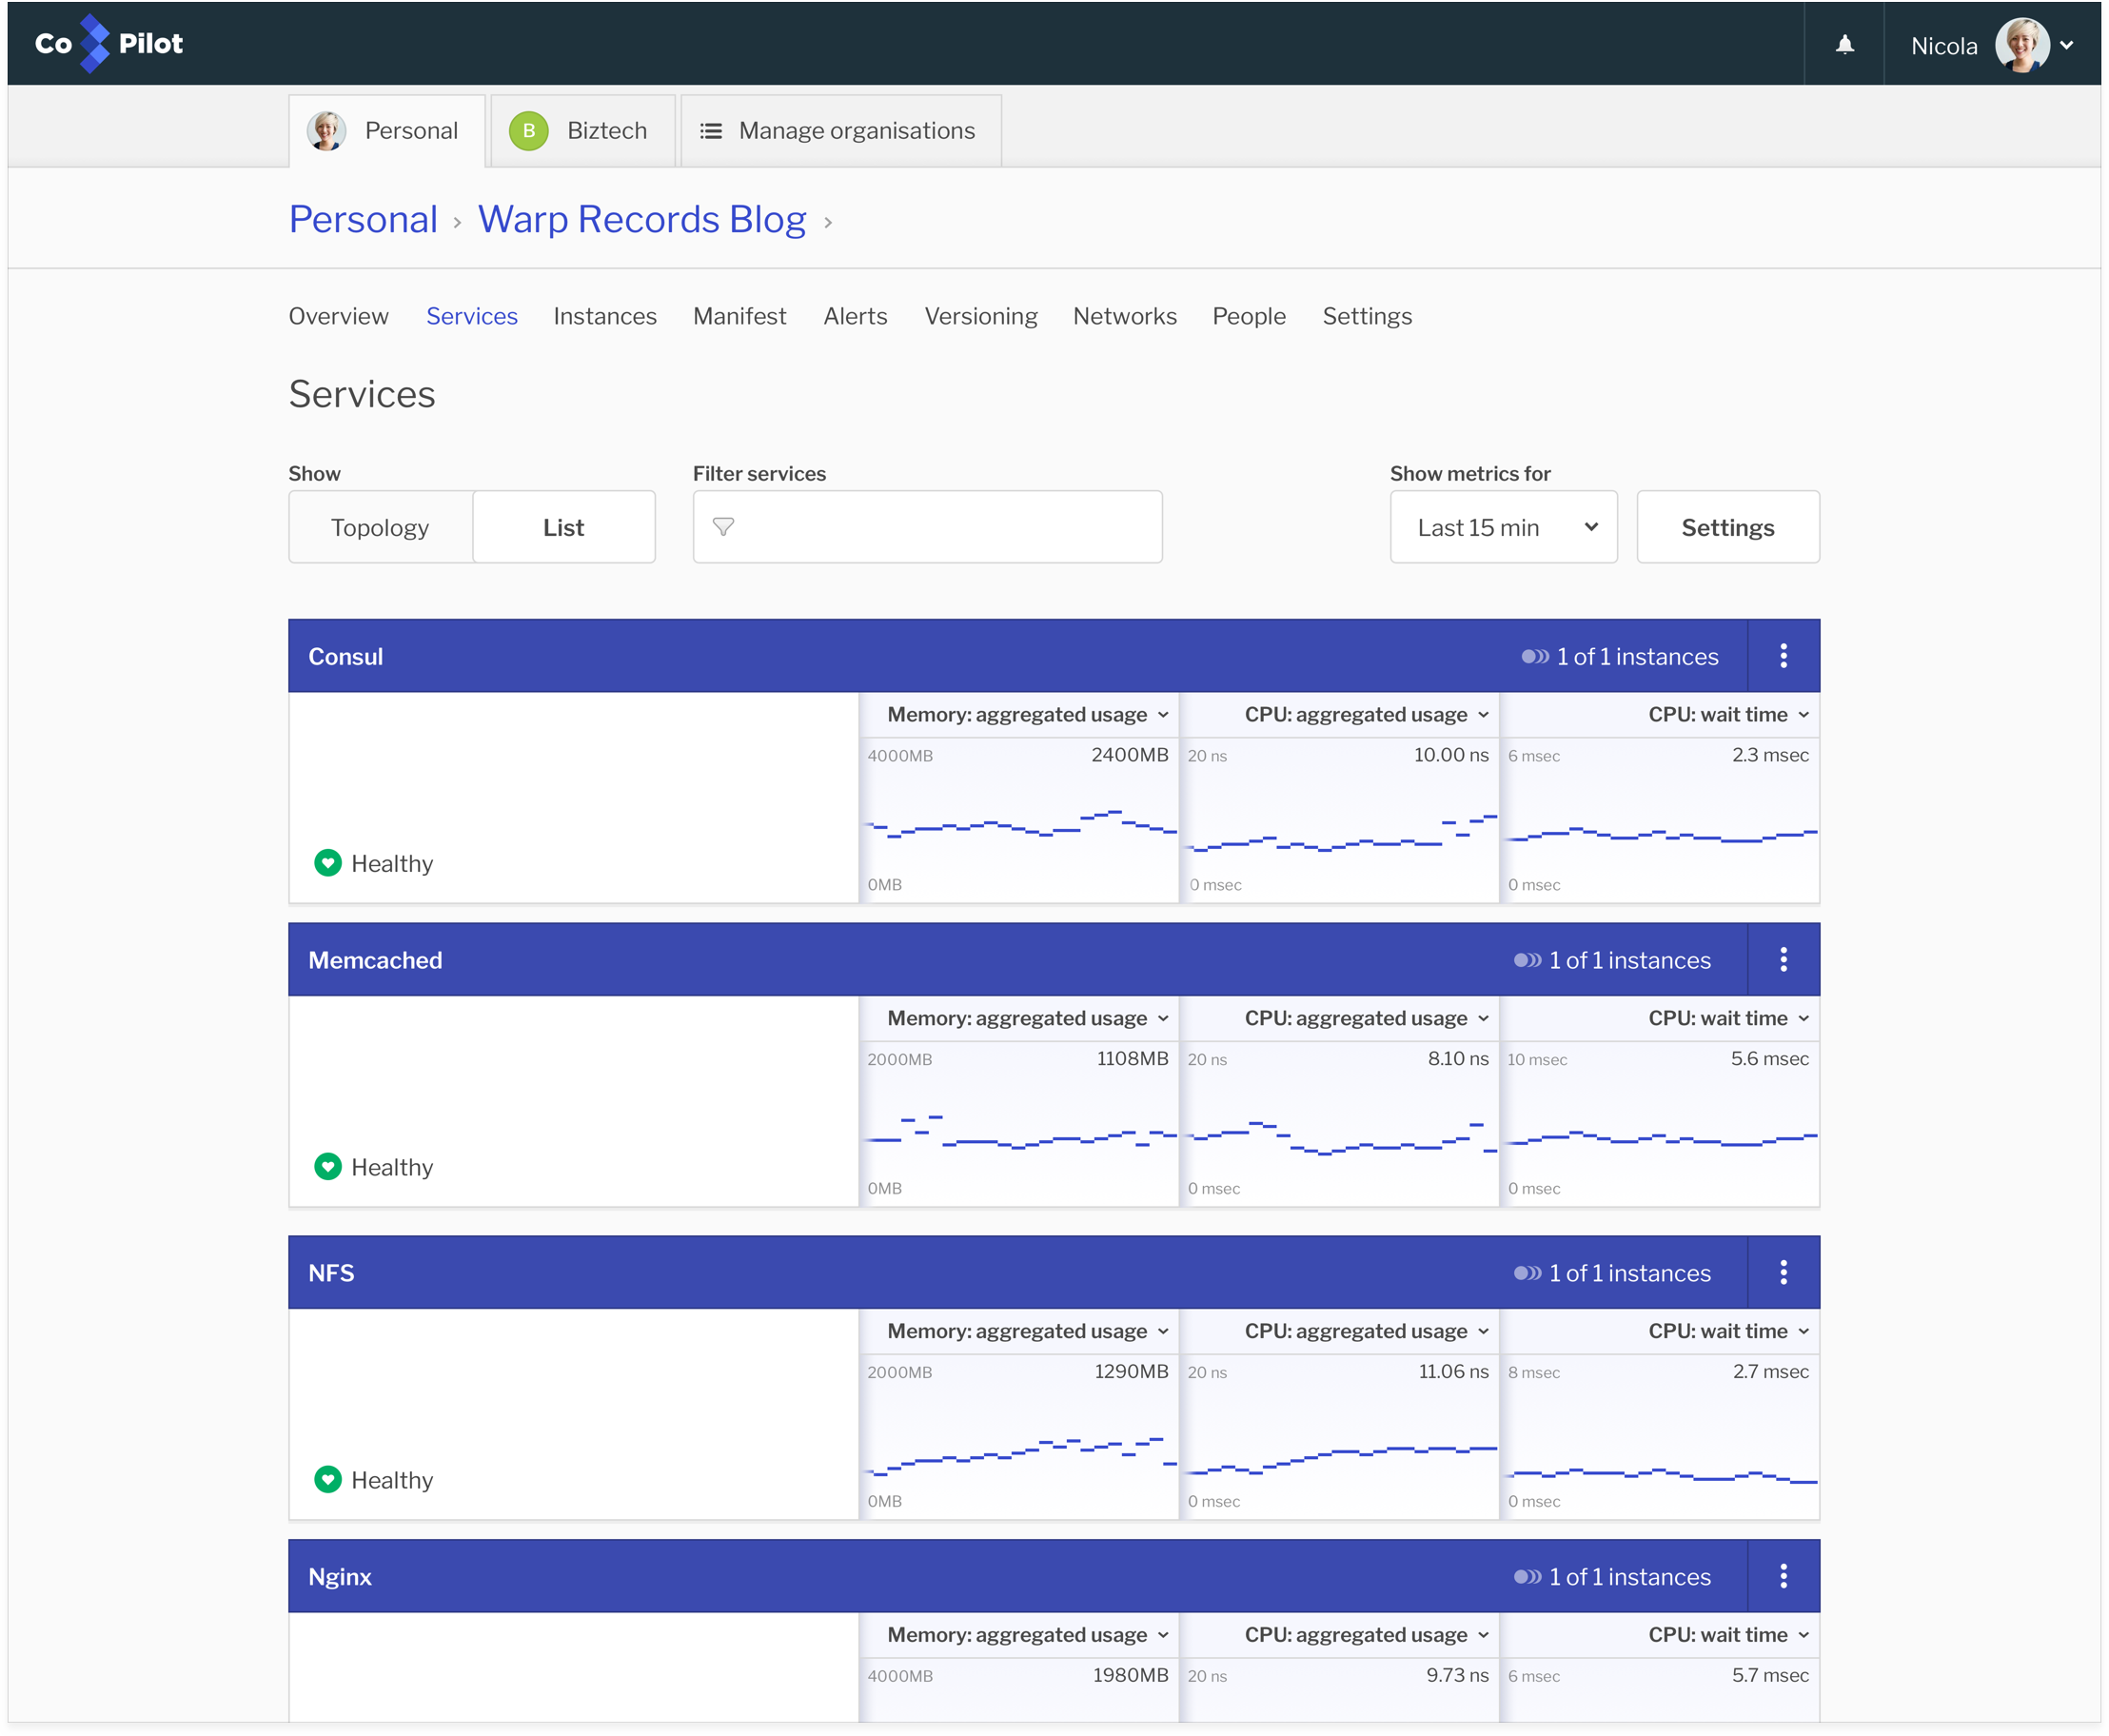 Co Pilot
Nicola
Personal
B Biztech
Manage organisations
Personal › Warp Records Blog ›
Overview Services Instances Manifest Alerts Versioning Networks People Settings
Services
Show
Filter services
Show metrics for
Topology List
Last 15 min
Settings
Consul
1 of 1 instances
Memory: aggregated usage
CPU: aggregated usage
CPU: wait time
4000MB 2400MB
20 ns 10.00 ns
6 msec 2.3 msec
Healthy
0MB
0 msec
0 msec
Memcached
1 of 1 instances
Memory: aggregated usage
CPU: aggregated usage
CPU: wait time
2000MB 1108MB
20 ns 8.10 ns
10 msec 5.6 msec
Healthy
0MB
0 msec
0 msec
NFS
1 of 1 instances
Memory: aggregated usage
CPU: aggregated usage
CPU: wait time
2000MB 1290MB
20 ns 11.06 ns
8 msec 2.7 msec
Healthy
0MB
0 msec
0 msec
Nginx
1 of 1 instances
Memory: aggregated usage
CPU: aggregated usage
CPU: wait time
4000MB 1980MB
20 ns 9.73 ns
6 msec 5.7 msec